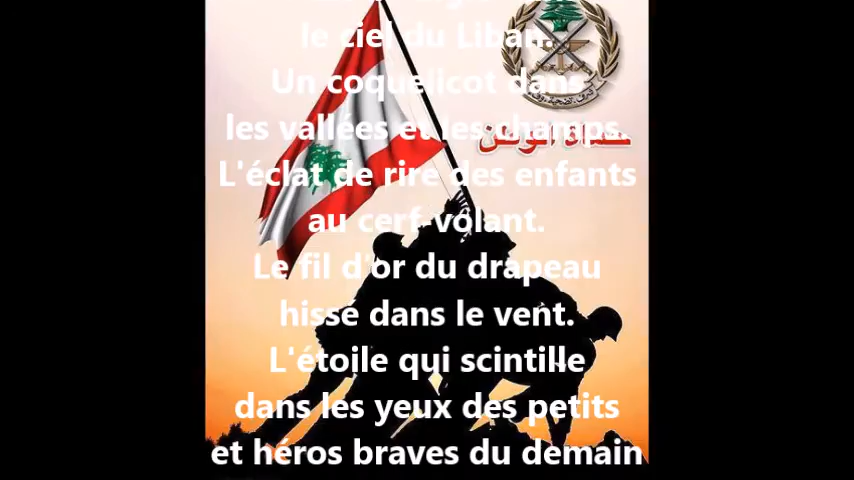 le ciel du Liban.
Un coquelicot dans
les vallées et les champs.
حماة الوطن
L'éclat de rire des enfants
au cerf-volant.
Le fil d'or du drapeau
hissé dans le vent.
L'étoile qui scintille
dans les yeux des petits
et héros braves du demain